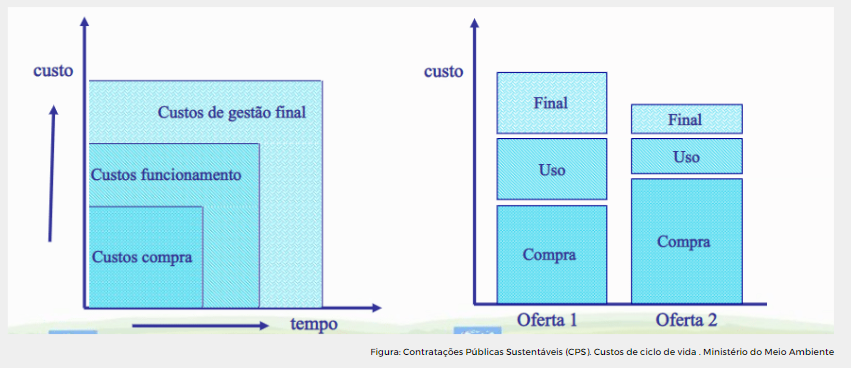 custo
Custos de gestão final
Custos funcionamento
Custos compra
tempo
custo
Final
Uso
Compra
Final
Uso
Compra
Oferta 1
Oferta 2
Figura: Contratações Públicas Sustentáveis (CPS). Custos de ciclo de vida . Ministério do Meio Ambiente